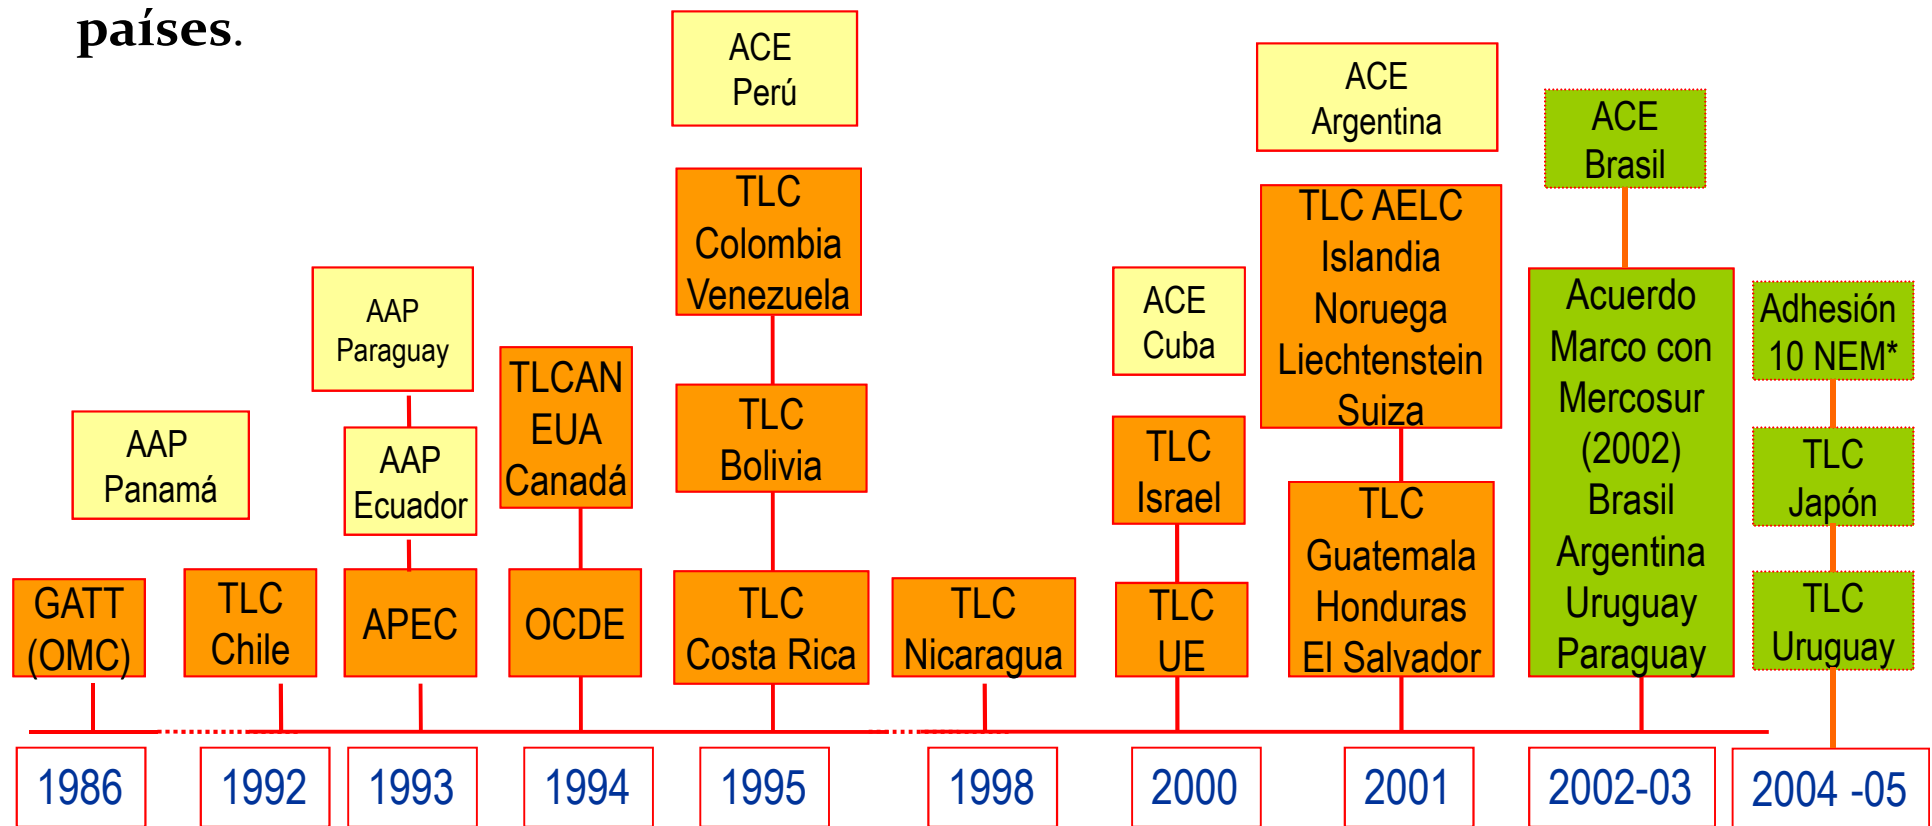 países.
ACE
Perú
ACE
Argentina
ACE
Brasil
TLC
Colombia
Venezuela
TLC AELC
Islandia
Noruega
Liechtenstein
Suiza
AAP
Paraguay
ACE
Cuba
Acuerdo
Marco con
Mercosur
(2002)
Brasil
Argentina
Uruguay
Paraguay
Adhesión
10 NEM*
TLCAN
EUA
Canadá
TLC
Bolivia
AAP
Panamá
AAP
Ecuador
TLC
Israel
TLC
Japón
TLC
Guatemala
Honduras
El Salvador
GATT
(OMC)
TLC
Chile
APEC
OCDE
TLC
Costa Rica
TLC
Nicaragua
TLC
UE
TLC
Uruguay
1986
1992
1993
1994
1995
1998
2000
2001
2002-03
2004 -05